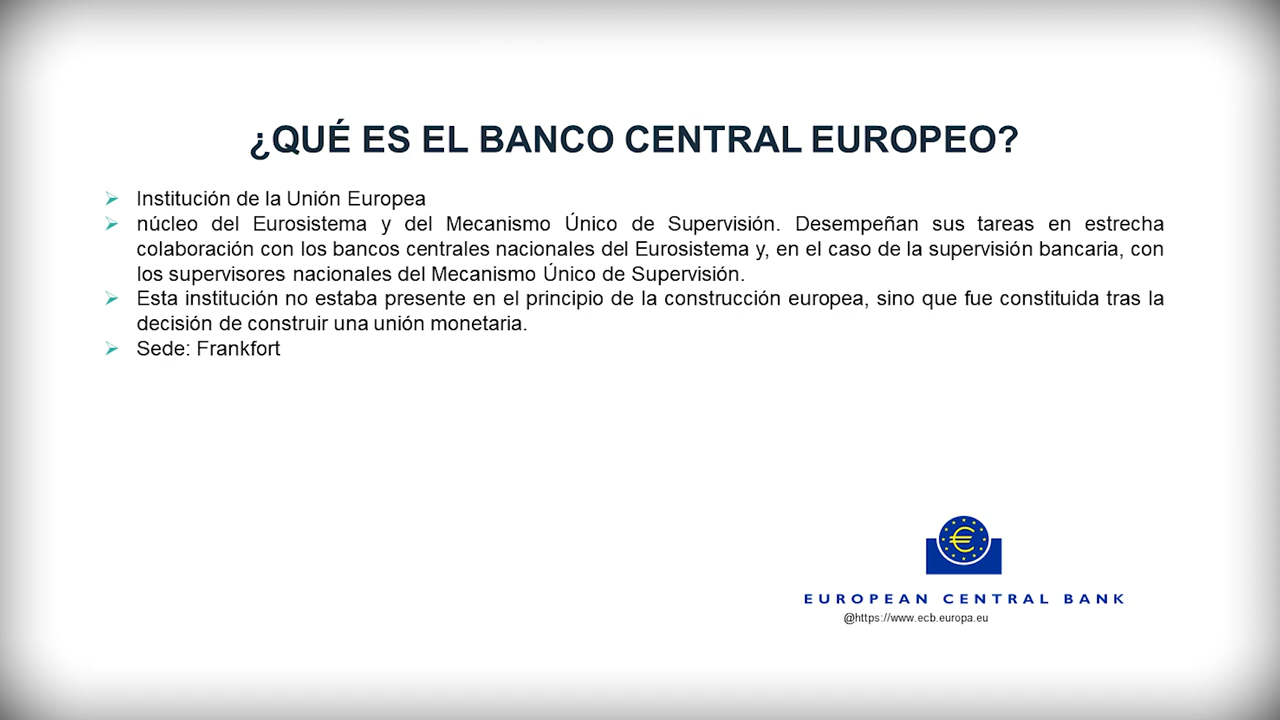 ¿QUÉ ES EL BANCO CENTRAL EUROPEO?
Institución de la Unión Europea
núcleo del Eurosistema y del Mecanismo Único de Supervisión. Desempeñan sus tareas en estrecha
colaboración con los bancos centrales nacionales del Eurosistema y, en el caso de la supervisión bancaria, con
los supervisores nacionales del Mecanismo Único de Supervisión.
Esta institución no estaba presente en el principio de la construcción europea, sino que fue constituida tras la
decisión de construir una unión monetaria.
Sede: Frankfort
€
EUROPEAN CENTRAL BANK
@https://www.ecb.europa.eu